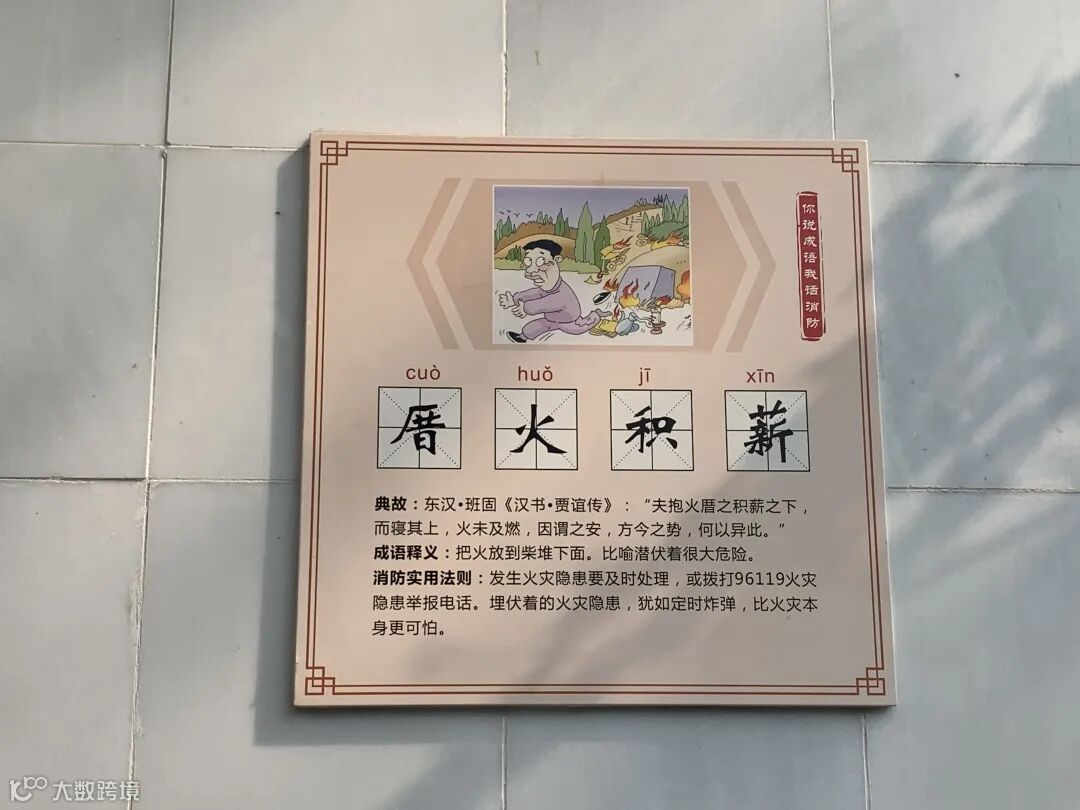 你说成语我话消防
cuò huǒ jī xīn
厝火积薪
典故：东汉•班固《汉书•贾谊传》：“夫抱火厝之积薪之下，
而寝其上，火未及燃，因谓之安，方今之势，何以异此。”
成语释义：把火放到柴堆下面。比喻潜伏着很大危险。
消防实用法则：发生火灾隐患要及时处理，或拨打96119火灾
隐患举报电话。埋伏着的火灾隐患，犹如定时炸弹，比火灾本
身更可怕。
大数跨境